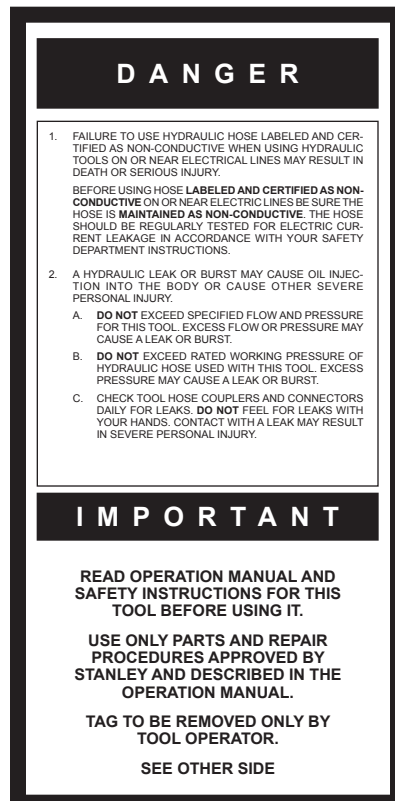 DANGER
1. FAILURE TO USE HYDRAULIC HOSE LABELED AND CER-
TIFIED AS NON-CONDUCTIVE WHEN USING HYDRAULIC
TOOLS ON OR NEAR ELECTRICAL LINES MAY RESULT IN
DEATH OR SERIOUS INJURY.
BEFORE USING HOSE LABELED AND CERTIFIED AS NON-
CONDUCTIVE ON OR NEAR ELECTRIC LINES BE SURE THE
HOSE IS MAINTAINED AS NON-CONDUCTIVE. THE HOSE
SHOULD BE REGULARLY TESTED FOR ELECTRIC CUR-
RENT LEAKAGE IN ACCORDANCE WITH YOUR SAFETY
DEPARTMENT INSTRUCTIONS.
2. A HYDRAULIC LEAK OR BURST MAY CAUSE OIL INJEC-
TION INTO THE BODY OR CAUSE OTHER SEVERE
PERSONAL INJURY.
A. DO NOT EXCEED SPECIFIED FLOW AND PRESSURE
FOR THIS TOOL. EXCESS FLOW OR PRESSURE MAY
CAUSE A LEAK OR BURST.
B. DO NOT EXCEED RATED WORKING PRESSURE OF
HYDRAULIC HOSE USED WITH THIS TOOL. EXCESS
PRESSURE MAY CAUSE A LEAK OR BURST.
C. CHECK TOOL HOSE COUPLERS AND CONNECTORS
DAILY FOR LEAKS. DO NOT FEEL FOR LEAKS WITH
YOUR HANDS. CONTACT WITH A LEAK MAY RESULT
IN SEVERE PERSONAL INJURY.
IMPORTANT
READ OPERATION MANUAL AND
SAFETY INSTRUCTIONS FOR THIS
TOOL BEFORE USING IT.
USE ONLY PARTS AND REPAIR
PROCEDURES APPROVED BY
STANLEY AND DESCRIBED IN THE
OPERATION MANUAL.
TAG TO BE REMOVED ONLY BY
TOOL OPERATOR.
SEE OTHER SIDE